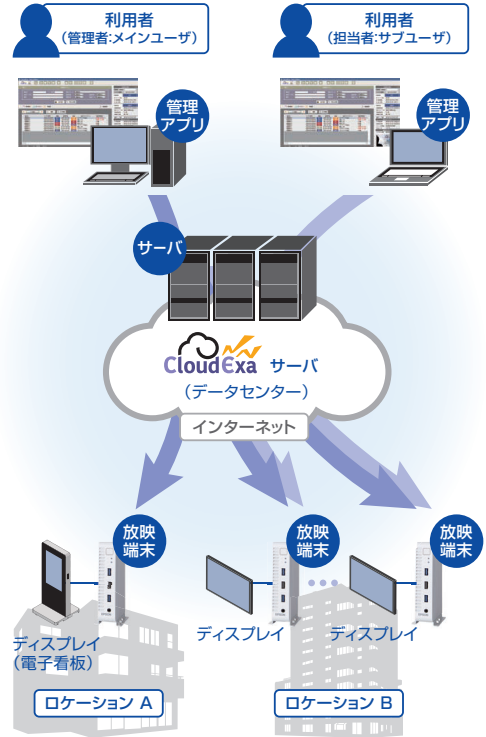 利用者
(管理者:メインユーザ)
利用者
(担当者:サブユーザ)
管理
アプリ
管理
アプリ
サーバ
CloudExa サーバ
(データセンター)
インターネット
放映
端末
放映
端末
放映
端末
ディスプレイ
(電子看板)
ディスプレイ
ディスプレイ
ロケーション A
ロケーション B